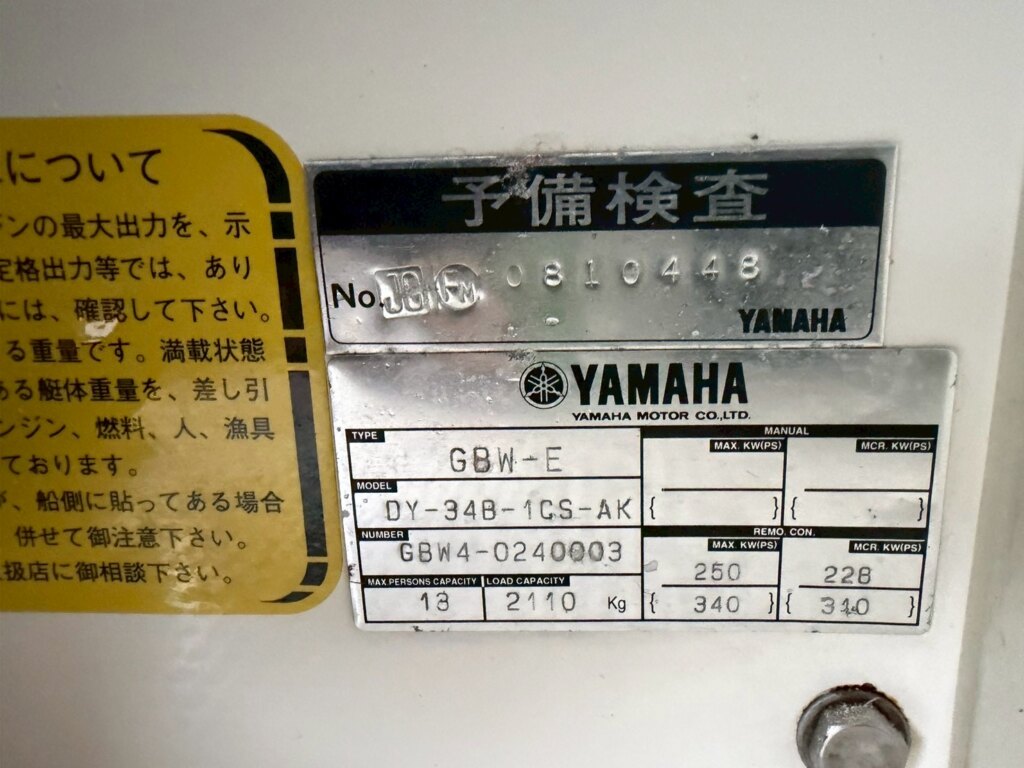 について
ジンの最大出力を、示
定格出力等では、あり
には、確認して下さい。
る重量です。満載状態
ある艇体重量を、差し引
ンジン、燃料、人、漁具
ております。
、船側に貼ってある場合
併せて御注意下さい。
扱店に御相談下さい。
予備検査
No. JCI FM 0810448
YAMAHA
YAMAHA
YAMAHA MOTOR CO.,LTD.
TYPE
GBW-E
MODEL
DY-34B-1CS-AK
NUMBER
GBW4-0240003
MAX PERSONS CAPACITY
13
LOAD CAPACITY
2110 Kg
MANUAL
MAX. KW(PS) MCR. KW(PS)
{ } { }
REMO. CON.
MAX. KW(PS) MCR. KW(PS)
250 228
{ 340 } { 310 }